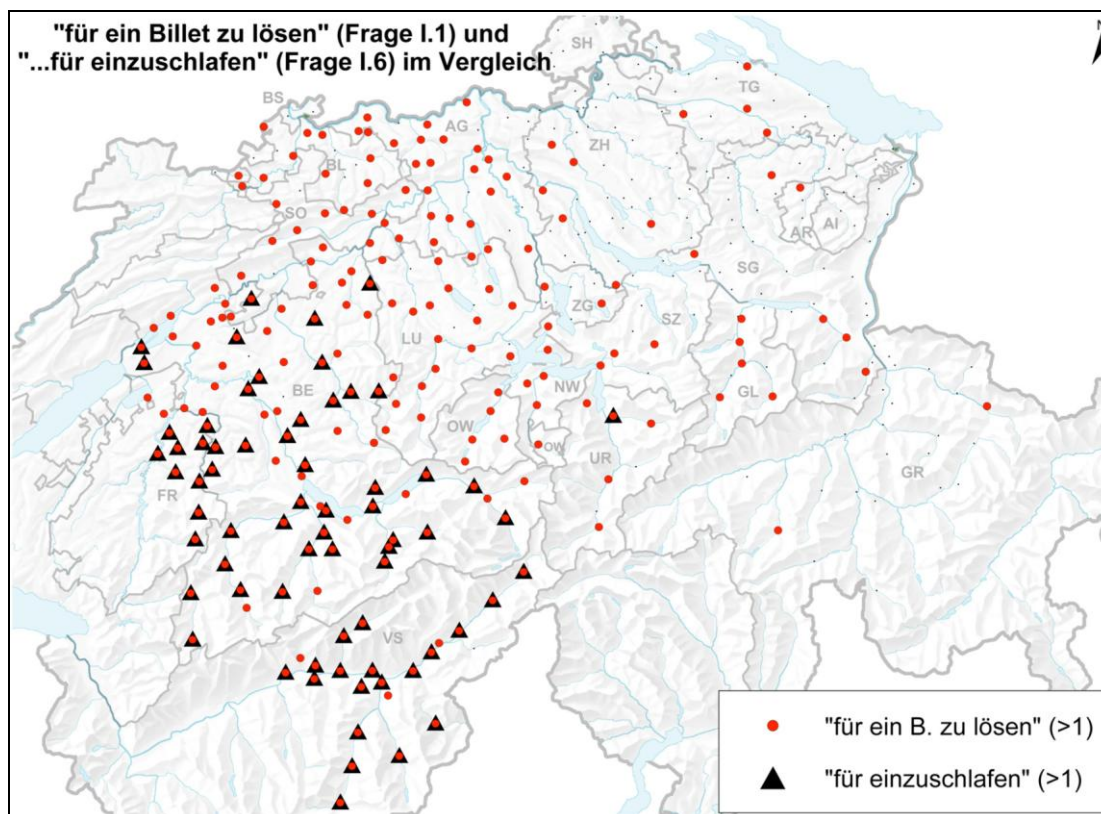 "für ein Billet zu lösen" (Frage I.1) und
"...für einzuschlafen" (Frage I.6) im Vergleich
N
SH
TG
BS
AG
ZH
BL
SO
AR
AI
SG
ZG
SZ
LU
BE
NW
GL
OW
OW
UR
GR
FR
VS
"für ein B. zu lösen" (>1)
"für einzuschlafen" (>1)